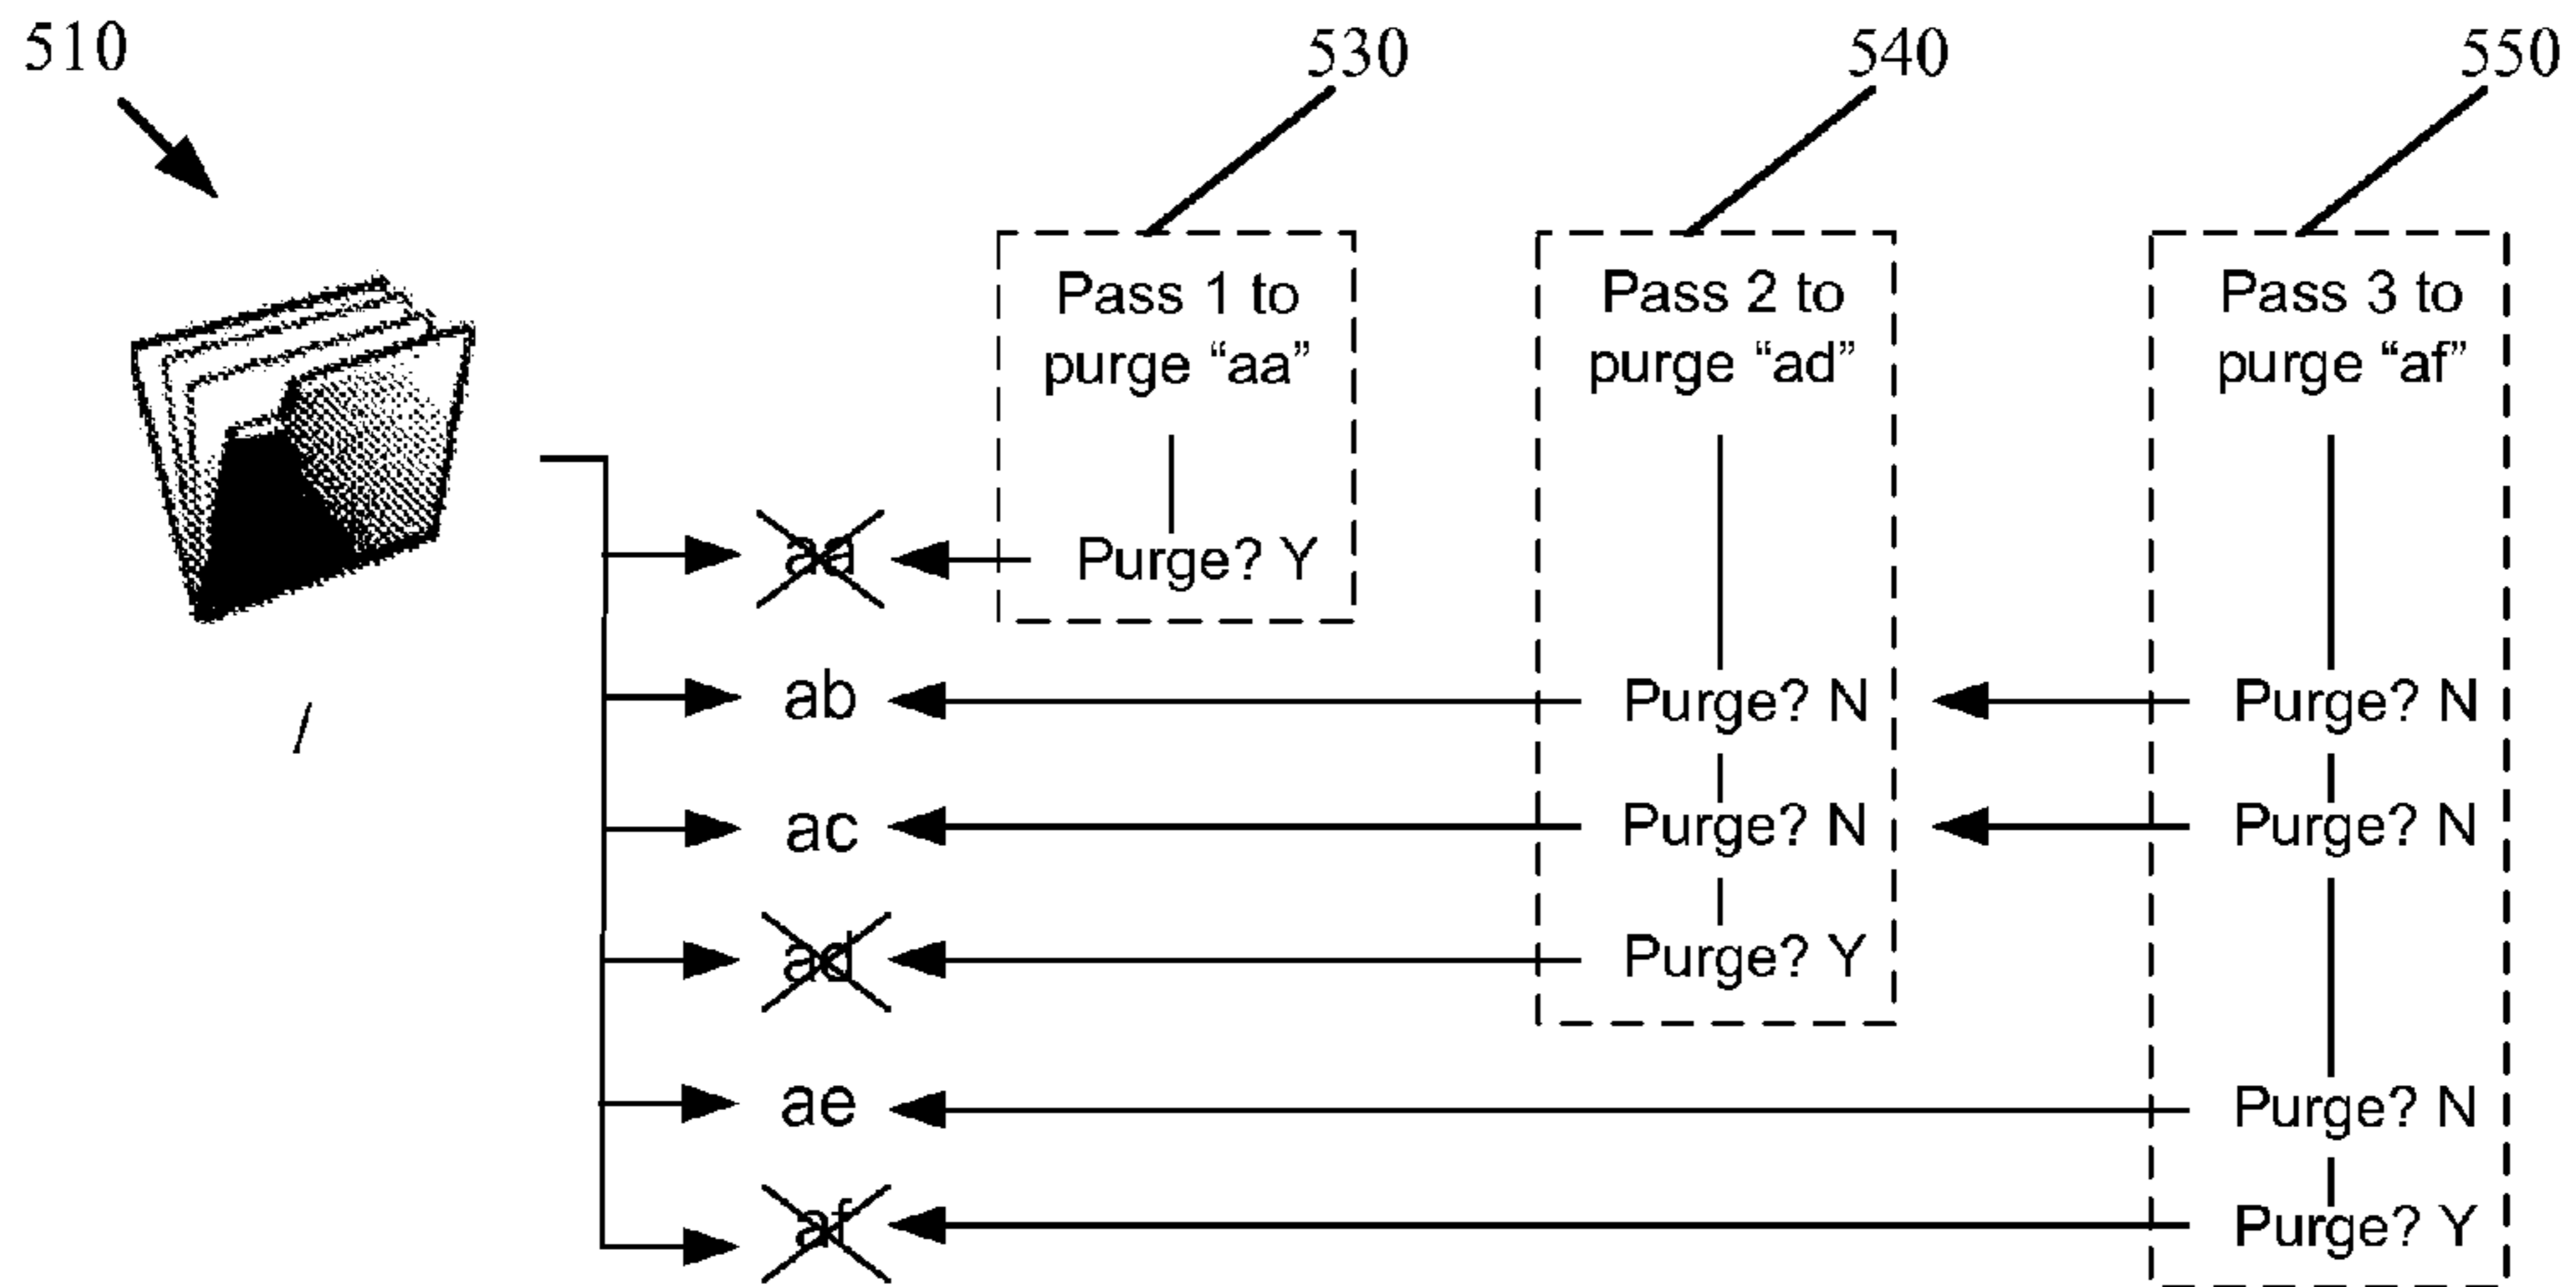 510
530
540
550
Pass 1 to
purge “aa”
Pass 2 to
purge “ad”
Pass 3 to
purge “af”
aa
Purge? Y
ab
Purge? N
Purge? N
/
ac
Purge? N
Purge? N
ad
Purge? Y
ae
Purge? N
af
Purge? Y